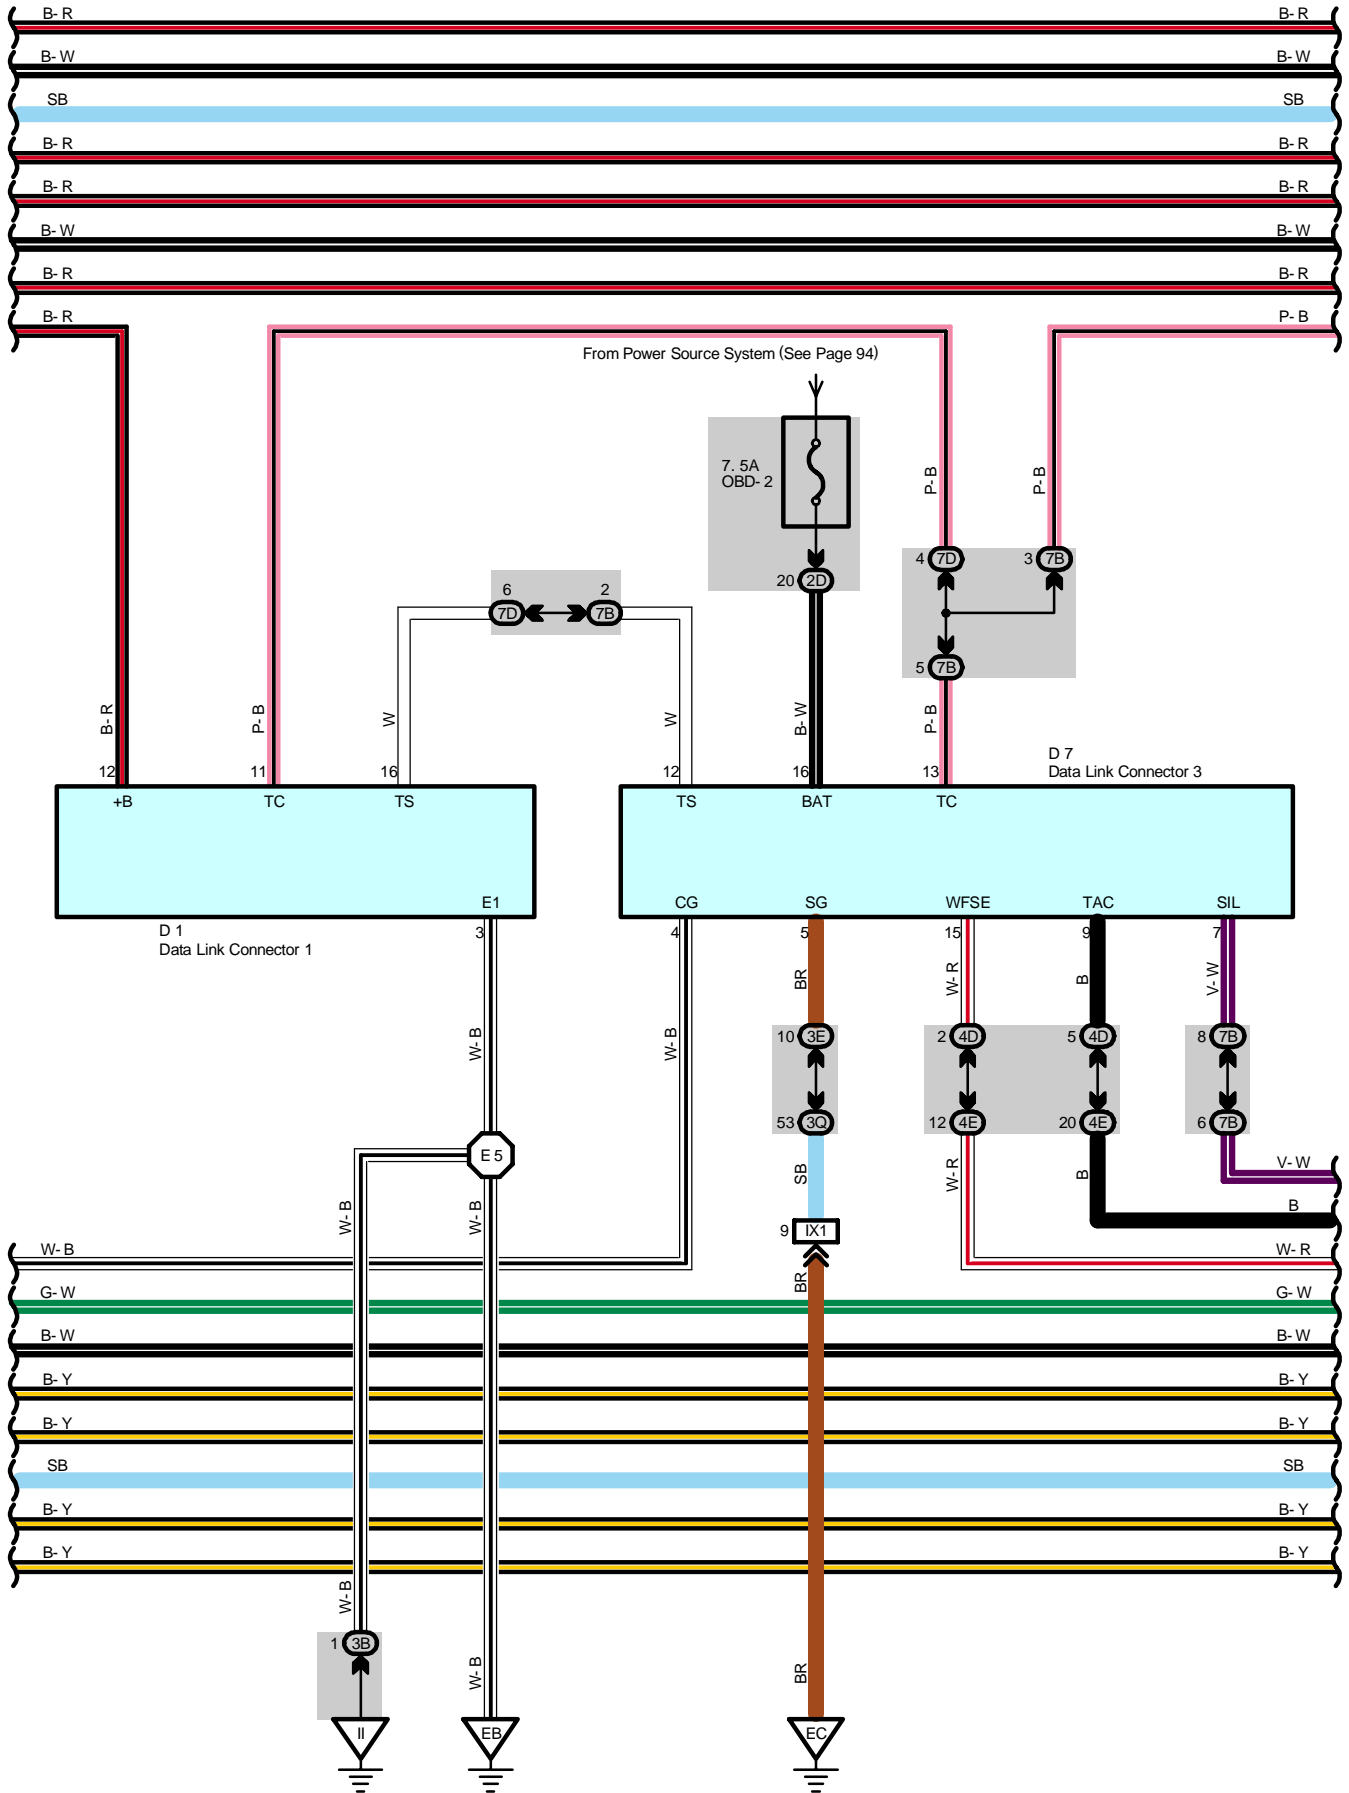 B- R B- R
B- W B- W
SB SB
B- R B- R
B- R B- R
B- W B- W
B- R B- R
B- R P- B
From Power Source System (See Page 94)
7. 5A
OBD- 2
P- B
P- B
4 7D 3 7B
20 2D
6 2
7D 7B
5 7B
B- R
P- B
W
W
B- W
P- B
D 7
Data Link Connector 3
12 11 16 12 16 13
+B TC TS TS BAT TC
E1 CG SG WFSE TAC SIL
D 1
Data Link Connector 1
3 4 5 15 9 7
BR
W- R
B
V- W
W- B
W- B
10 3E 2 4D 5 4D 8 7B
53 3Q 12 4E 20 4E 6 7B
E 5
SB
W- R
B
V- W
W- B
W- B
B
9 IX1
W- B W- R
BR
G- W G- W
B- W B- W
B- Y B- Y
B- Y B- Y
SB SB
B- Y B- Y
B- Y B- Y
W- B
1 3B
W- B
BR
II EB EC